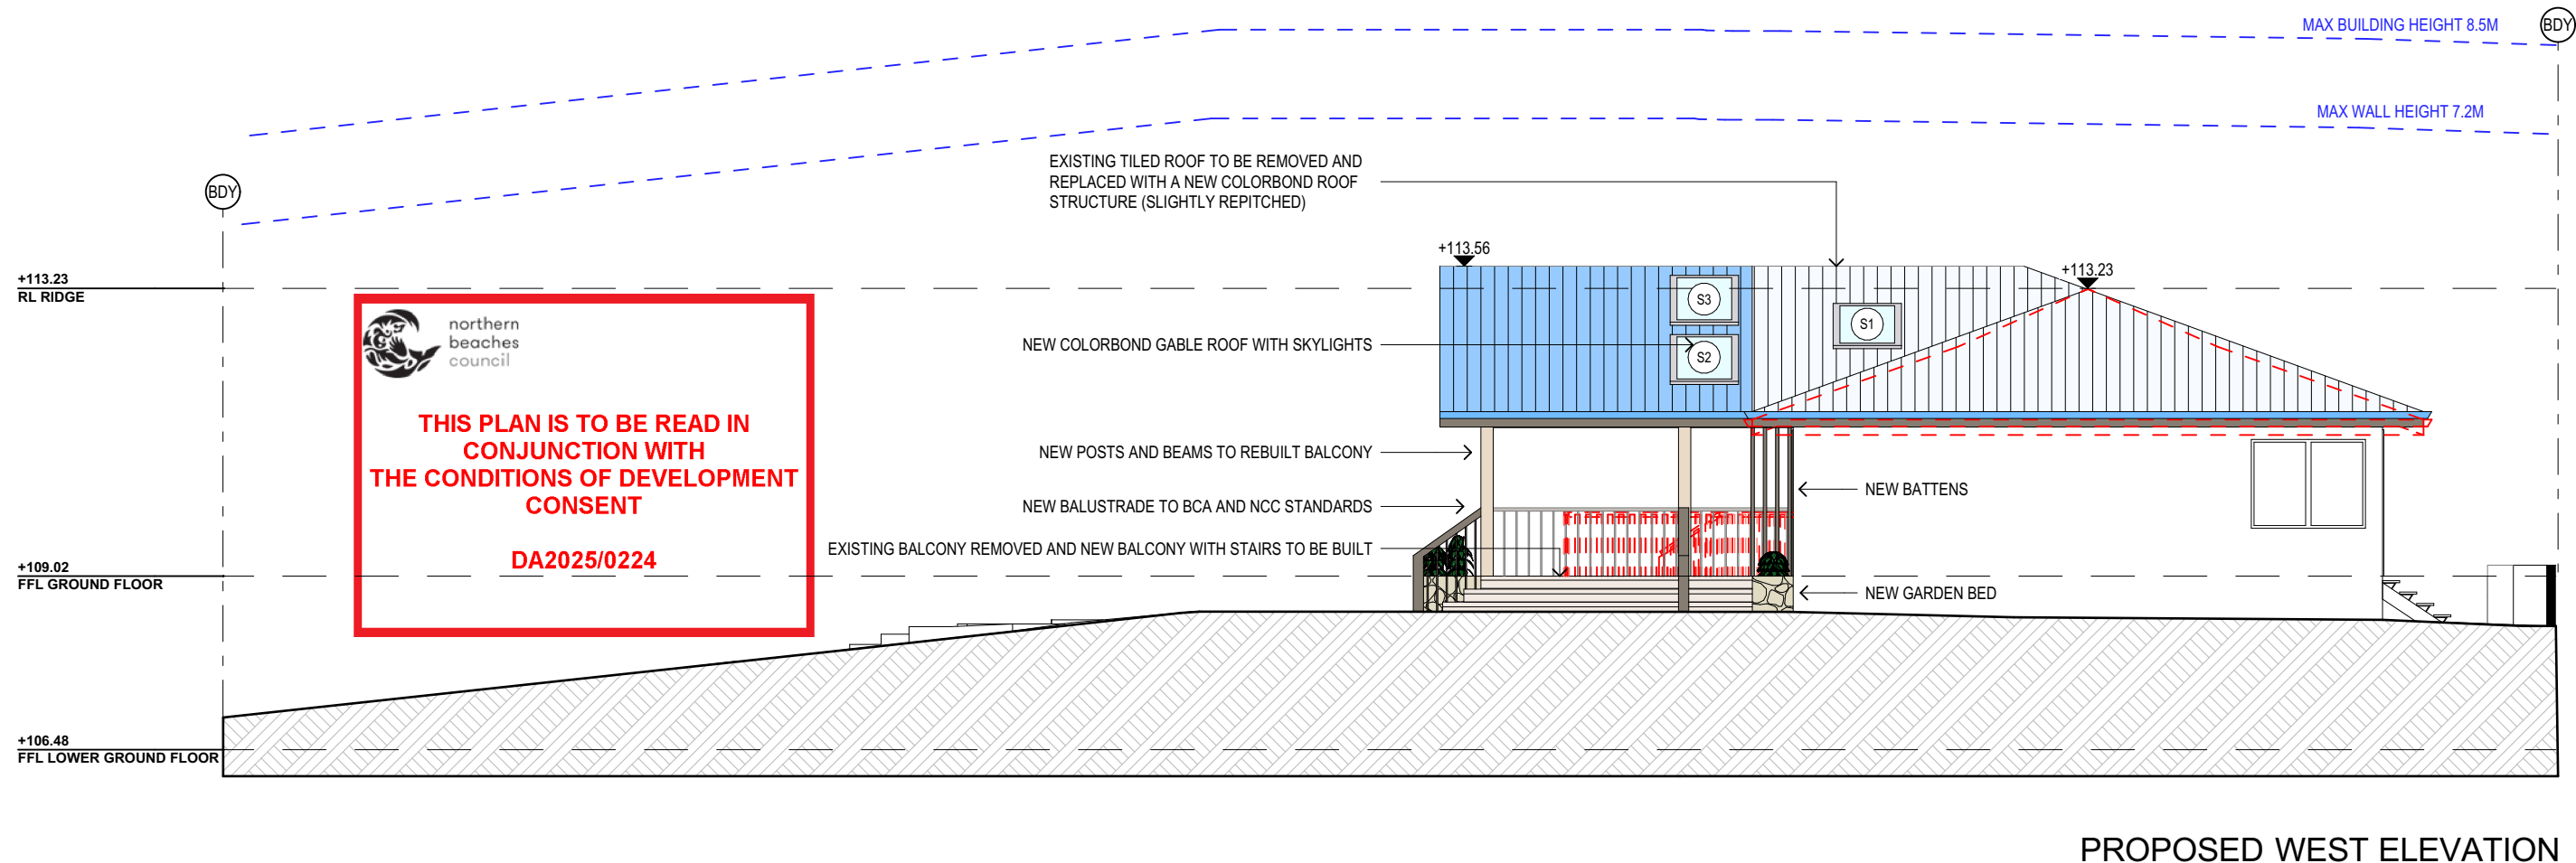 MAX BUILDING HEIGHT 8.5M
BDY
MAX WALL HEIGHT 7.2M
EXISTING TILED ROOF TO BE REMOVED AND
REPLACED WITH A NEW COLORBOND ROOF
STRUCTURE (SLIGHTLY REPITCHED)
BDY
+113.56
+113.23
+113.23
RL RIDGE
S3
S1
S2
northern
beaches
council
THIS PLAN IS TO BE READ IN
CONJUNCTION WITH
THE CONDITIONS OF DEVELOPMENT
CONSENT
DA2025/0224
NEW COLORBOND GABLE ROOF WITH SKYLIGHTS
NEW POSTS AND BEAMS TO REBUILT BALCONY
NEW BATTENS
NEW BALUSTRADE TO BCA AND NCC STANDARDS
EXISTING BALCONY REMOVED AND NEW BALCONY WITH STAIRS TO BE BUILT
+109.02
FFL GROUND FLOOR
NEW GARDEN BED
+106.48
FFL LOWER GROUND FLOOR
PROPOSED WEST ELEVATION